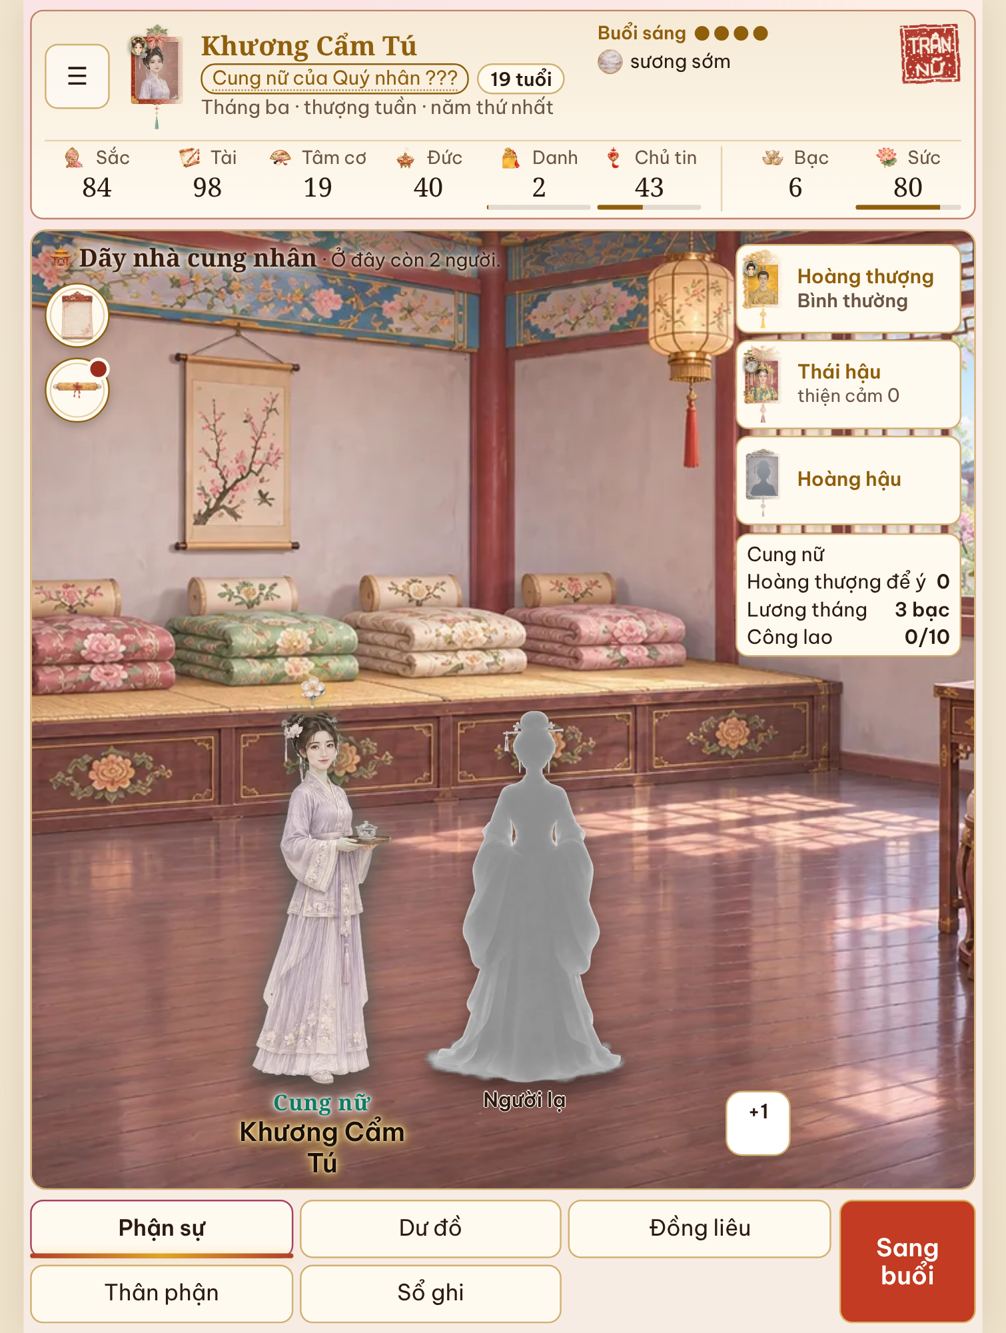 Khương Cẩm Tú
Cung nữ của Quý nhân ???
19 tuổi
Tháng ba · thượng tuần · năm thứ nhất
Buổi sáng
sương sớm
TRÂN NỮ
Sắc
84
Tài
98
Tâm cơ
19
Đức
40
Danh
2
Chủ tin
43
Bạc
6
Sức
80
Dãy nhà cung nhân · Ở đây còn 2 người.
Hoàng thượng
Bình thường
Thái hậu
thiện cảm 0
Hoàng hậu
Cung nữ
Hoàng thượng để ý 0
Lương tháng 3 bạc
Công lao 0/10
Cung nữ
Khương Cẩm
Tú
Người lạ
+1
Phận sự
Dư đồ
Đồng liêu
Thân phận
Sổ ghi
Sang
buổi